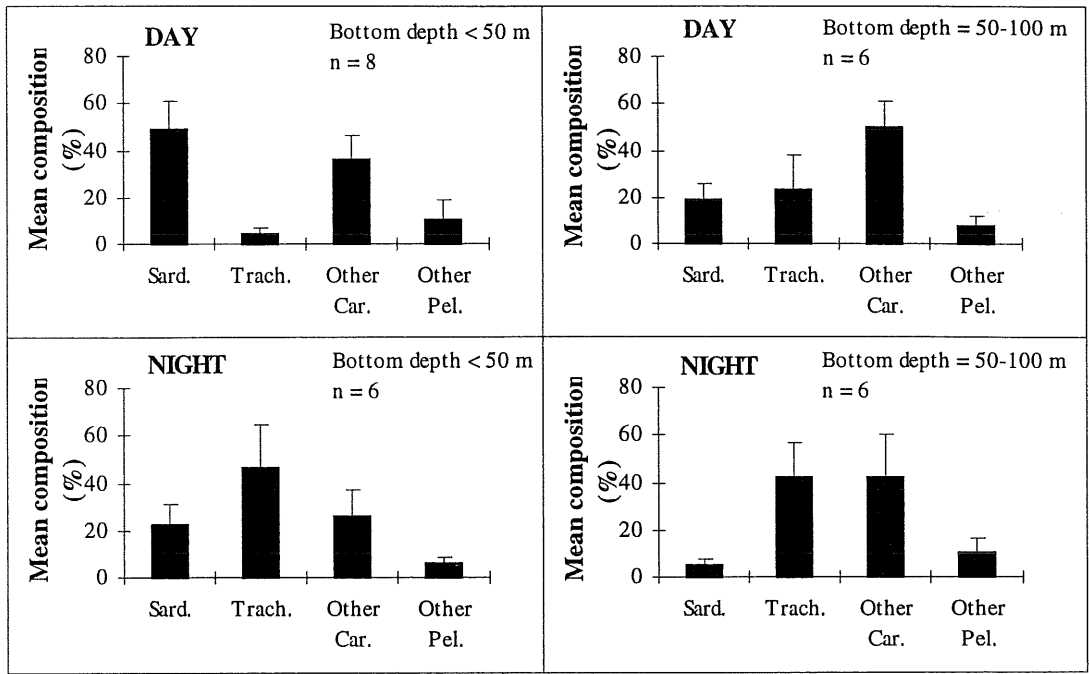 DAY
Bottom depth < 50 m
n = 8
Mean composition
(%)
80
60
40
20
0
Sard.
Trach.
Other
Car.
Other
Pel.
DAY
Bottom depth = 50-100 m
n = 6
Mean composition
(%)
80
60
40
20
0
Sard.
Trach.
Other
Car.
Other
Pel.
NIGHT
Bottom depth < 50 m
n = 6
Mean composition
(%)
80
60
40
20
0
Sard.
Trach.
Other
Car.
Other
Pel.
NIGHT
Bottom depth = 50-100 m
n = 6
Mean composition
(%)
80
60
40
20
0
Sard.
Trach.
Other
Car.
Other
Pel.